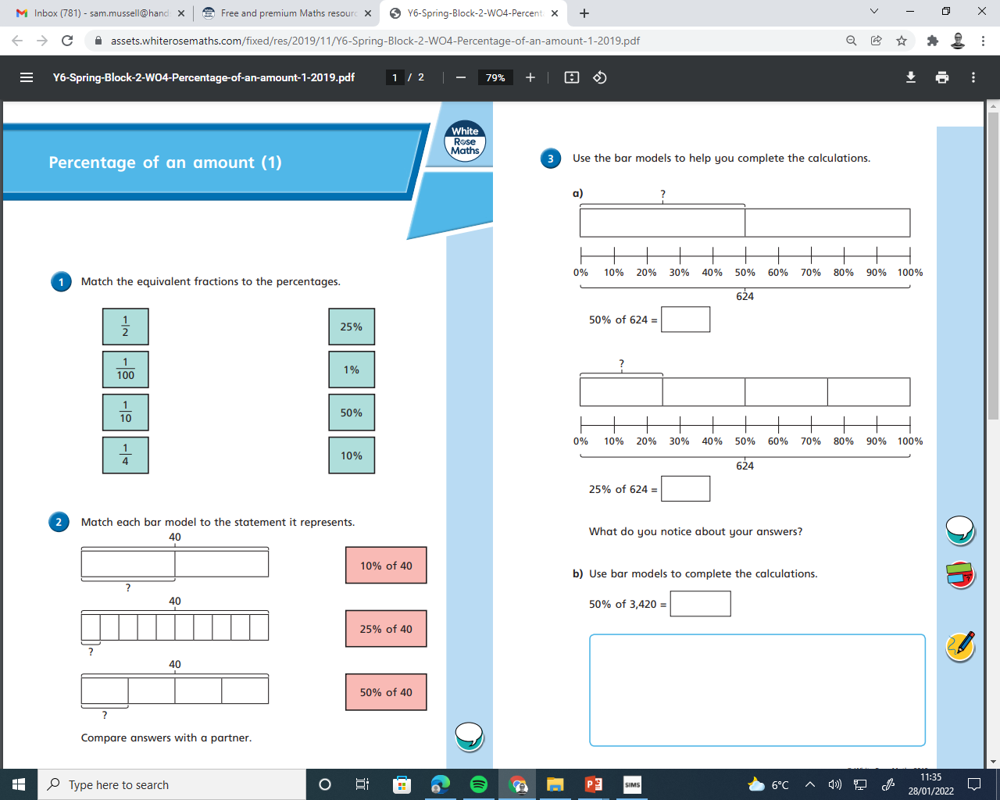 Inbox (781) - sam.mussell@hand
Free and premium Maths resourc
Y6-Spring-Block-2-WO4-Percenta
assets.whiterosemaths.com/fixed/res/2019/11/Y6-Spring-Block-2-WO4-Percentage-of-an-amount-1-2019.pdf
Y6-Spring-Block-2-WO4-Percentage-of-an-amount-1-2019.pdf
1 / 2
79%
White
Rose
Maths
Percentage of an amount (1)
1 Match the equivalent fractions to the percentages.
1/2 25%
1/100 1%
1/10 50%
1/4 10%
2 Match each bar model to the statement it represents.
40
10% of 40
?
40
25% of 40
?
40
50% of 40
?
Compare answers with a partner.
3 Use the bar models to help you complete the calculations.
a) ?
0% 10% 20% 30% 40% 50% 60% 70% 80% 90% 100%
624
50% of 624 =
?
0% 10% 20% 30% 40% 50% 60% 70% 80% 90% 100%
624
25% of 624 =
What do you notice about your answers?
b) Use bar models to complete the calculations.
50% of 3,420 =
Type here to search
SIMS
6°C
11:35
28/01/2022